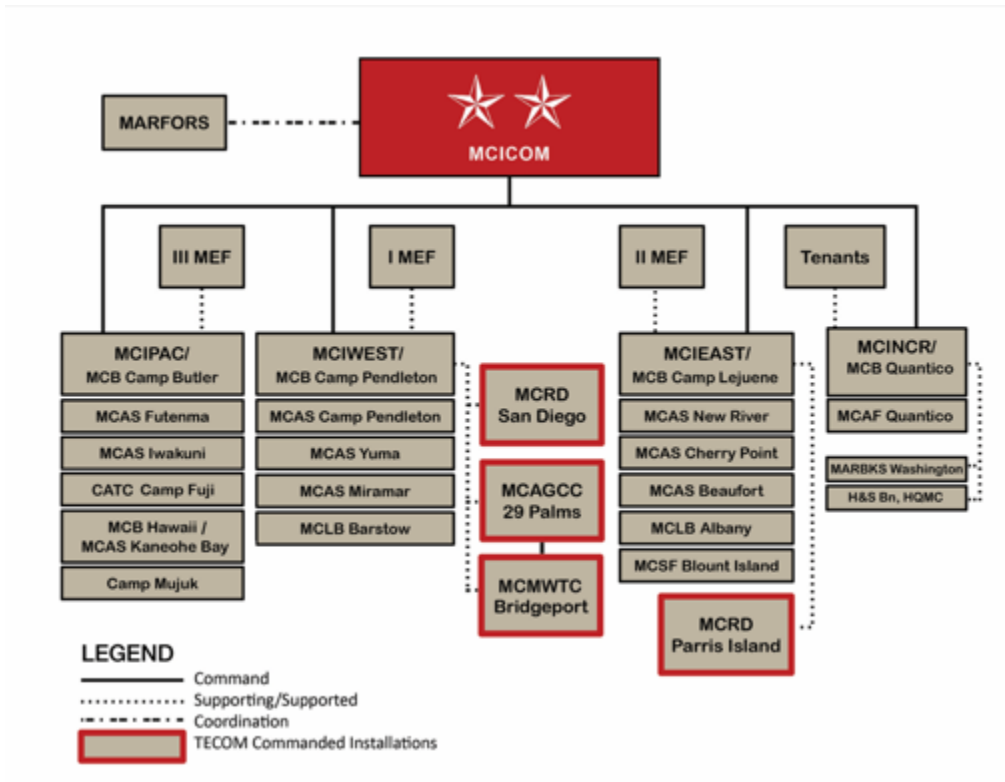 MCICOM
MARFORS
III MEF
I MEF
II MEF
Tenants
MCIPAC/
MCB Camp Butler
MCAS Futenma
MCAS Iwakuni
CATC Camp Fuji
MCB Hawaii /
MCAS Kaneohe Bay
Camp Mujuk
MCIWEST/
MCB Camp Pendleton
MCAS Camp Pendleton
MCAS Yuma
MCAS Miramar
MCLB Barstow
MCRD
San Diego
MCAGCC
29 Palms
MCMWTC
Bridgeport
MCIEAST/
MCB Camp Lejuene
MCAS New River
MCAS Cherry Point
MCAS Beaufort
MCLB Albany
MCSF Blount Island
MCRD
Parris Island
MCINCR/
MCB Quantico
MCAF Quantico
MARBKS Washington
H&S Bn, HQMC
LEGEND
Command
Supporting/Supported
Coordination
TECOM Commanded Installations